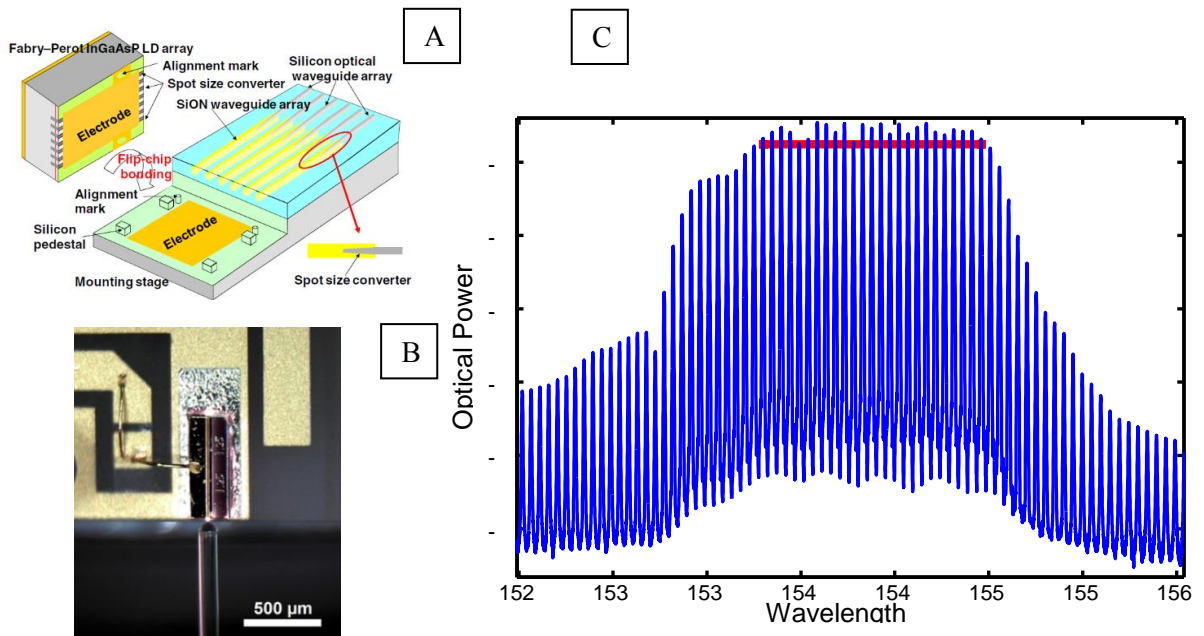 A
Fabry–Perot InGaAsP LD array
Alignment mark
Spot size converter
Electrode
Silicon optical
waveguide array
SiON waveguide array
Flip-chip
bonding
Alignment
mark
Silicon
pedestal
Electrode
Mounting stage
Spot size
converter
B
500 µm
C
Optical Power
-
-
-
-
-
-
152 153 153 154 154 155 155 156
Wavelength